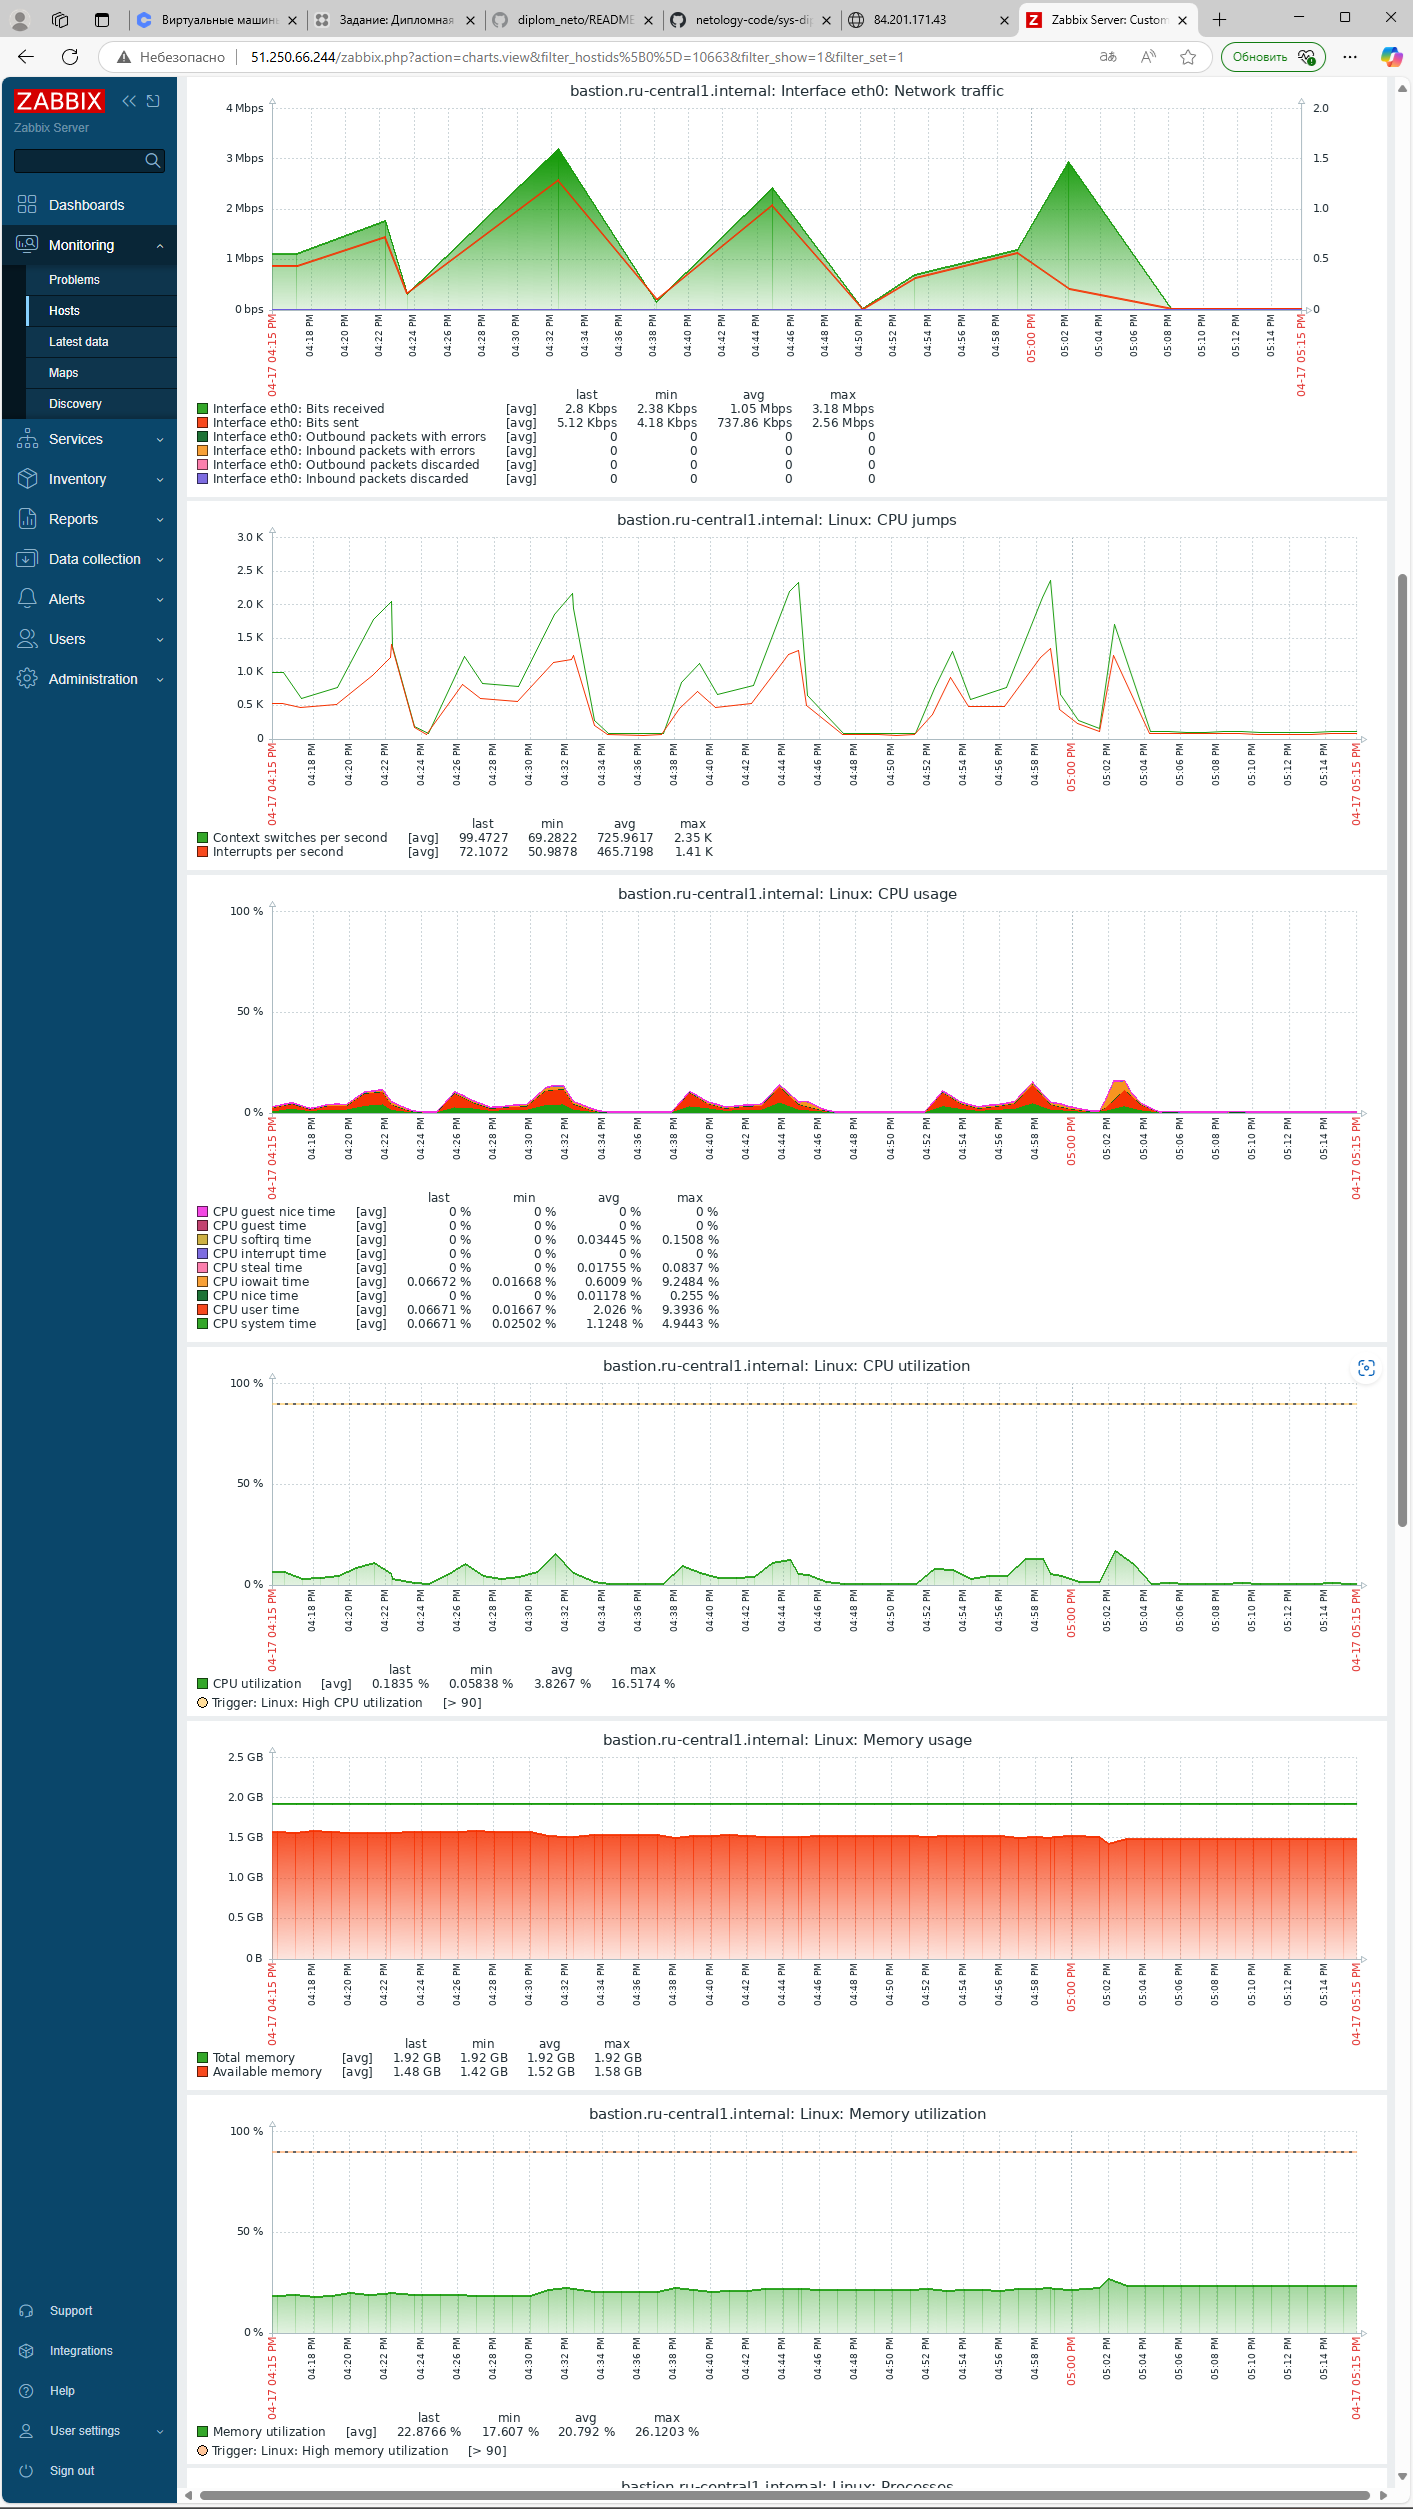 Виртуальные машин
Задание: Дипломная
diplom_neto/README
netology-code/sys-dip
84.201.171.43
Zabbix Server: Custom
Небезопасно
51.250.66.244/zabbix.php?action=charts.view&filter_hostids%5B0%5D=10663&filter_show=1&filter_set=1
Обновить
ZABBIX
Zabbix Server
Dashboards
Monitoring
Problems
Hosts
Latest data
Maps
Discovery
Services
Inventory
Reports
Data collection
Alerts
Users
Administration
Support
Integrations
Help
User settings
Sign out
bastion.ru-central1.internal: Interface eth0: Network traffic
4 Mbps 2.0
3 Mbps 1.5
2 Mbps 1.0
1 Mbps 0.5
0 bps 0
04-17 04:15 PM 04:18 PM 04:20 PM 04:22 PM 04:24 PM 04:26 PM 04:28 PM 04:30 PM 04:32 PM 04:34 PM 04:36 PM 04:38 PM 04:40 PM 04:42 PM 04:44 PM 04:46 PM 04:48 PM 04:50 PM 04:52 PM 04:54 PM 04:56 PM 04:58 PM 05:00 PM 05:02 PM 05:04 PM 05:06 PM 05:08 PM 05:10 PM 05:12 PM 05:14 PM 04-17 05:15 PM
last min avg max
Interface eth0: Bits received [avg] 2.8 Kbps 2.38 Kbps 1.05 Mbps 3.18 Mbps
Interface eth0: Bits sent [avg] 5.12 Kbps 4.18 Kbps 737.86 Kbps 2.56 Mbps
Interface eth0: Outbound packets with errors [avg] 0 0 0 0
Interface eth0: Inbound packets with errors [avg] 0 0 0 0
Interface eth0: Outbound packets discarded [avg] 0 0 0 0
Interface eth0: Inbound packets discarded [avg] 0 0 0 0
bastion.ru-central1.internal: Linux: CPU jumps
3.0 K
2.5 K
2.0 K
1.5 K
1.0 K
0.5 K
0
04-17 04:15 PM 04:18 PM 04:20 PM 04:22 PM 04:24 PM 04:26 PM 04:28 PM 04:30 PM 04:32 PM 04:34 PM 04:36 PM 04:38 PM 04:40 PM 04:42 PM 04:44 PM 04:46 PM 04:48 PM 04:50 PM 04:52 PM 04:54 PM 04:56 PM 04:58 PM 05:00 PM 05:02 PM 05:04 PM 05:06 PM 05:08 PM 05:10 PM 05:12 PM 05:14 PM 04-17 05:15 PM
last min avg max
Context switches per second [avg] 99.4727 69.2822 725.9617 2.35 K
Interrupts per second [avg] 72.1072 50.9878 465.7198 1.41 K
bastion.ru-central1.internal: Linux: CPU usage
100 %
50 %
0 %
04-17 04:15 PM 04:18 PM 04:20 PM 04:22 PM 04:24 PM 04:26 PM 04:28 PM 04:30 PM 04:32 PM 04:34 PM 04:36 PM 04:38 PM 04:40 PM 04:42 PM 04:44 PM 04:46 PM 04:48 PM 04:50 PM 04:52 PM 04:54 PM 04:56 PM 04:58 PM 05:00 PM 05:02 PM 05:04 PM 05:06 PM 05:08 PM 05:10 PM 05:12 PM 05:14 PM 04-17 05:15 PM
last min avg max
CPU guest nice time [avg] 0 % 0 % 0 % 0 %
CPU guest time [avg] 0 % 0 % 0 % 0 %
CPU softirq time [avg] 0 % 0 % 0.03445 % 0.1508 %
CPU interrupt time [avg] 0 % 0 % 0 % 0 %
CPU steal time [avg] 0 % 0 % 0.01755 % 0.0837 %
CPU iowait time [avg] 0.06672 % 0.01668 % 0.6009 % 9.2484 %
CPU nice time [avg] 0 % 0 % 0.01178 % 0.255 %
CPU user time [avg] 0.06671 % 0.01667 % 2.026 % 9.3936 %
CPU system time [avg] 0.06671 % 0.02502 % 1.1248 % 4.9443 %
bastion.ru-central1.internal: Linux: CPU utilization
100 %
50 %
0 %
04-17 04:15 PM 04:18 PM 04:20 PM 04:22 PM 04:24 PM 04:26 PM 04:28 PM 04:30 PM 04:32 PM 04:34 PM 04:36 PM 04:38 PM 04:40 PM 04:42 PM 04:44 PM 04:46 PM 04:48 PM 04:50 PM 04:52 PM 04:54 PM 04:56 PM 04:58 PM 05:00 PM 05:02 PM 05:04 PM 05:06 PM 05:08 PM 05:10 PM 05:12 PM 05:14 PM 04-17 05:15 PM
last min avg max
CPU utilization [avg] 0.1835 % 0.05838 % 3.8267 % 16.5174 %
Trigger: Linux: High CPU utilization [> 90]
bastion.ru-central1.internal: Linux: Memory usage
2.5 GB
2.0 GB
1.5 GB
1.0 GB
0.5 GB
0 B
04-17 04:15 PM 04:18 PM 04:20 PM 04:22 PM 04:24 PM 04:26 PM 04:28 PM 04:30 PM 04:32 PM 04:34 PM 04:36 PM 04:38 PM 04:40 PM 04:42 PM 04:44 PM 04:46 PM 04:48 PM 04:50 PM 04:52 PM 04:54 PM 04:56 PM 04:58 PM 05:00 PM 05:02 PM 05:04 PM 05:06 PM 05:08 PM 05:10 PM 05:12 PM 05:14 PM 04-17 05:15 PM
last min avg max
Total memory [avg] 1.92 GB 1.92 GB 1.92 GB 1.92 GB
Available memory [avg] 1.48 GB 1.42 GB 1.52 GB 1.58 GB
bastion.ru-central1.internal: Linux: Memory utilization
100 %
50 %
0 %
04-17 04:15 PM 04:18 PM 04:20 PM 04:22 PM 04:24 PM 04:26 PM 04:28 PM 04:30 PM 04:32 PM 04:34 PM 04:36 PM 04:38 PM 04:40 PM 04:42 PM 04:44 PM 04:46 PM 04:48 PM 04:50 PM 04:52 PM 04:54 PM 04:56 PM 04:58 PM 05:00 PM 05:02 PM 05:04 PM 05:06 PM 05:08 PM 05:10 PM 05:12 PM 05:14 PM 04-17 05:15 PM
last min avg max
Memory utilization [avg] 22.8766 % 17.607 % 20.792 % 26.1203 %
Trigger: Linux: High memory utilization [> 90]
bastion.ru-central1.internal: Linux: Processes